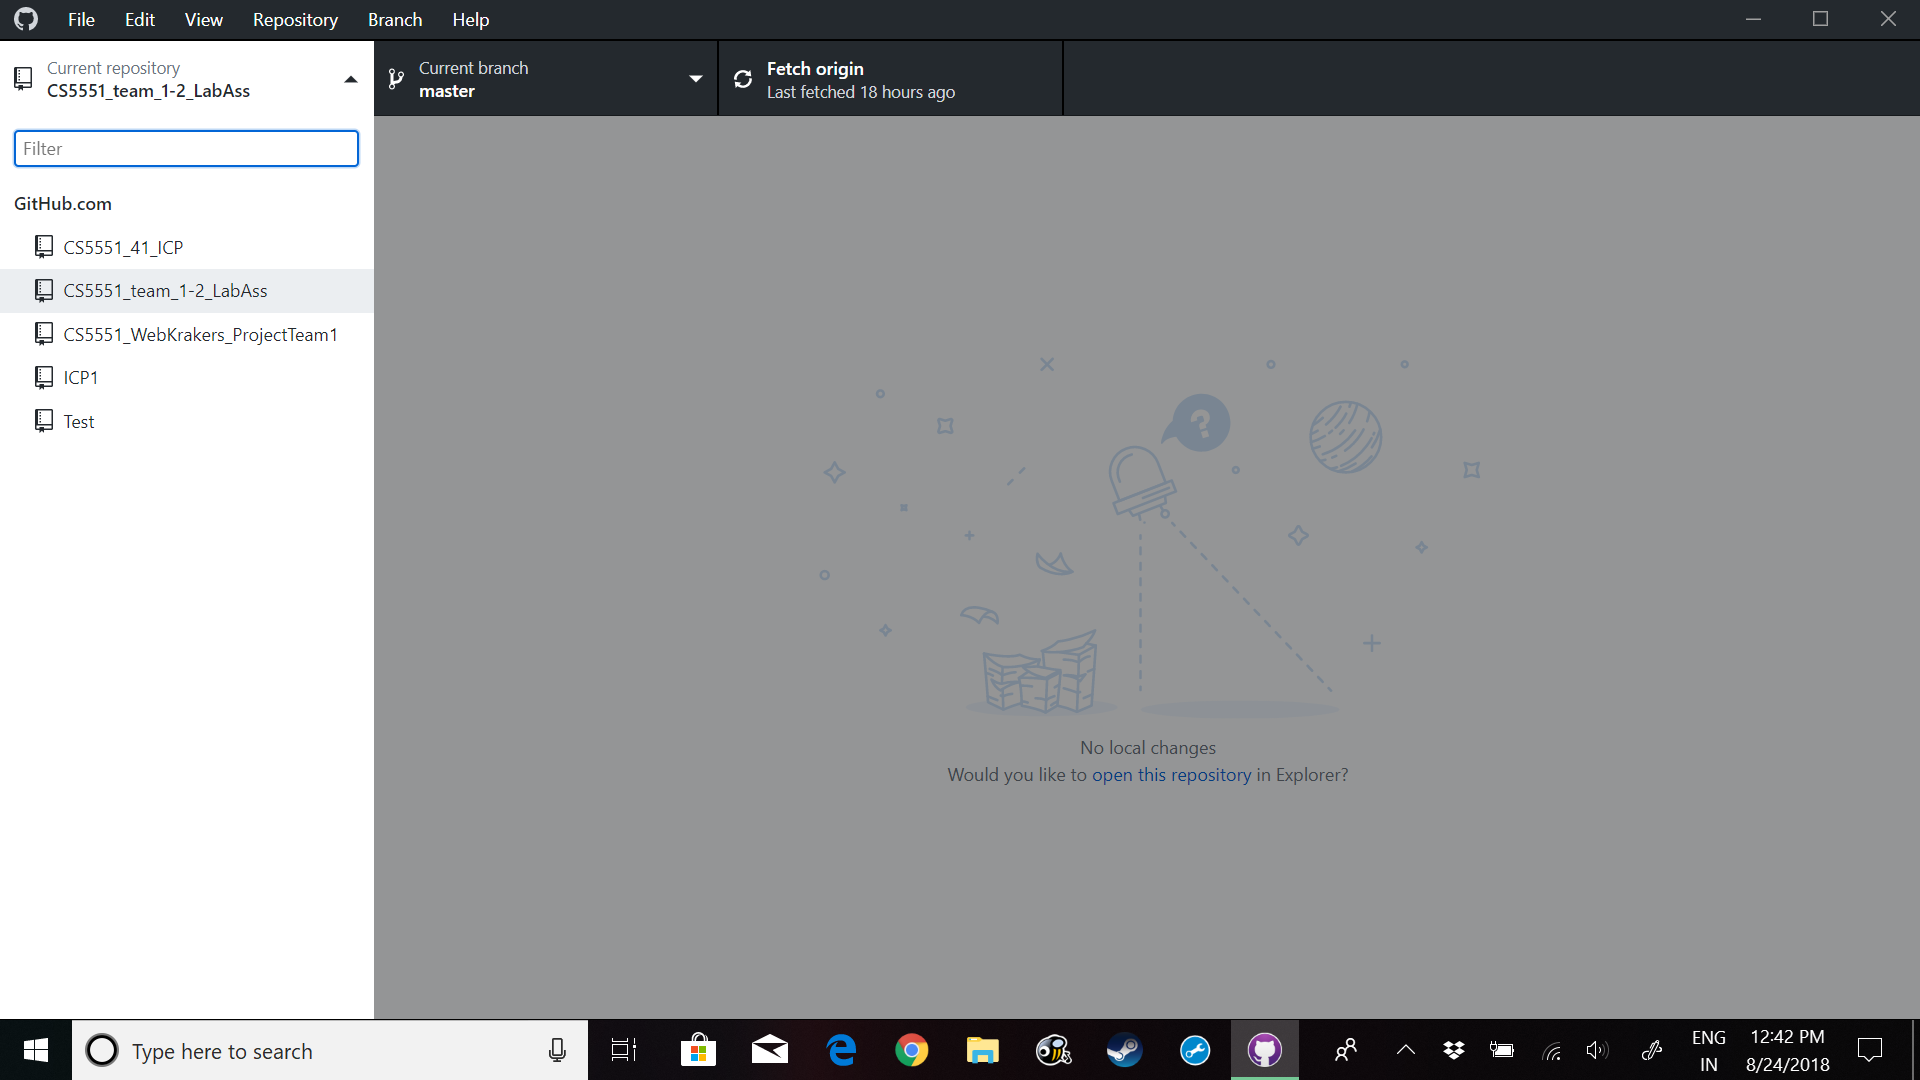 File Edit View Repository Branch Help
Current repository
CS5551_team_1-2_LabAss
Current branch
master
Fetch origin
Last fetched 18 hours ago
Filter
GitHub.com
CS5551_41_ICP
CS5551_team_1-2_LabAss
CS5551_WebKrakers_ProjectTeam1
ICP1
Test
?
No local changes
Would you like to open this repository in Explorer?
Type here to search
ENG
IN
12:42 PM
8/24/2018